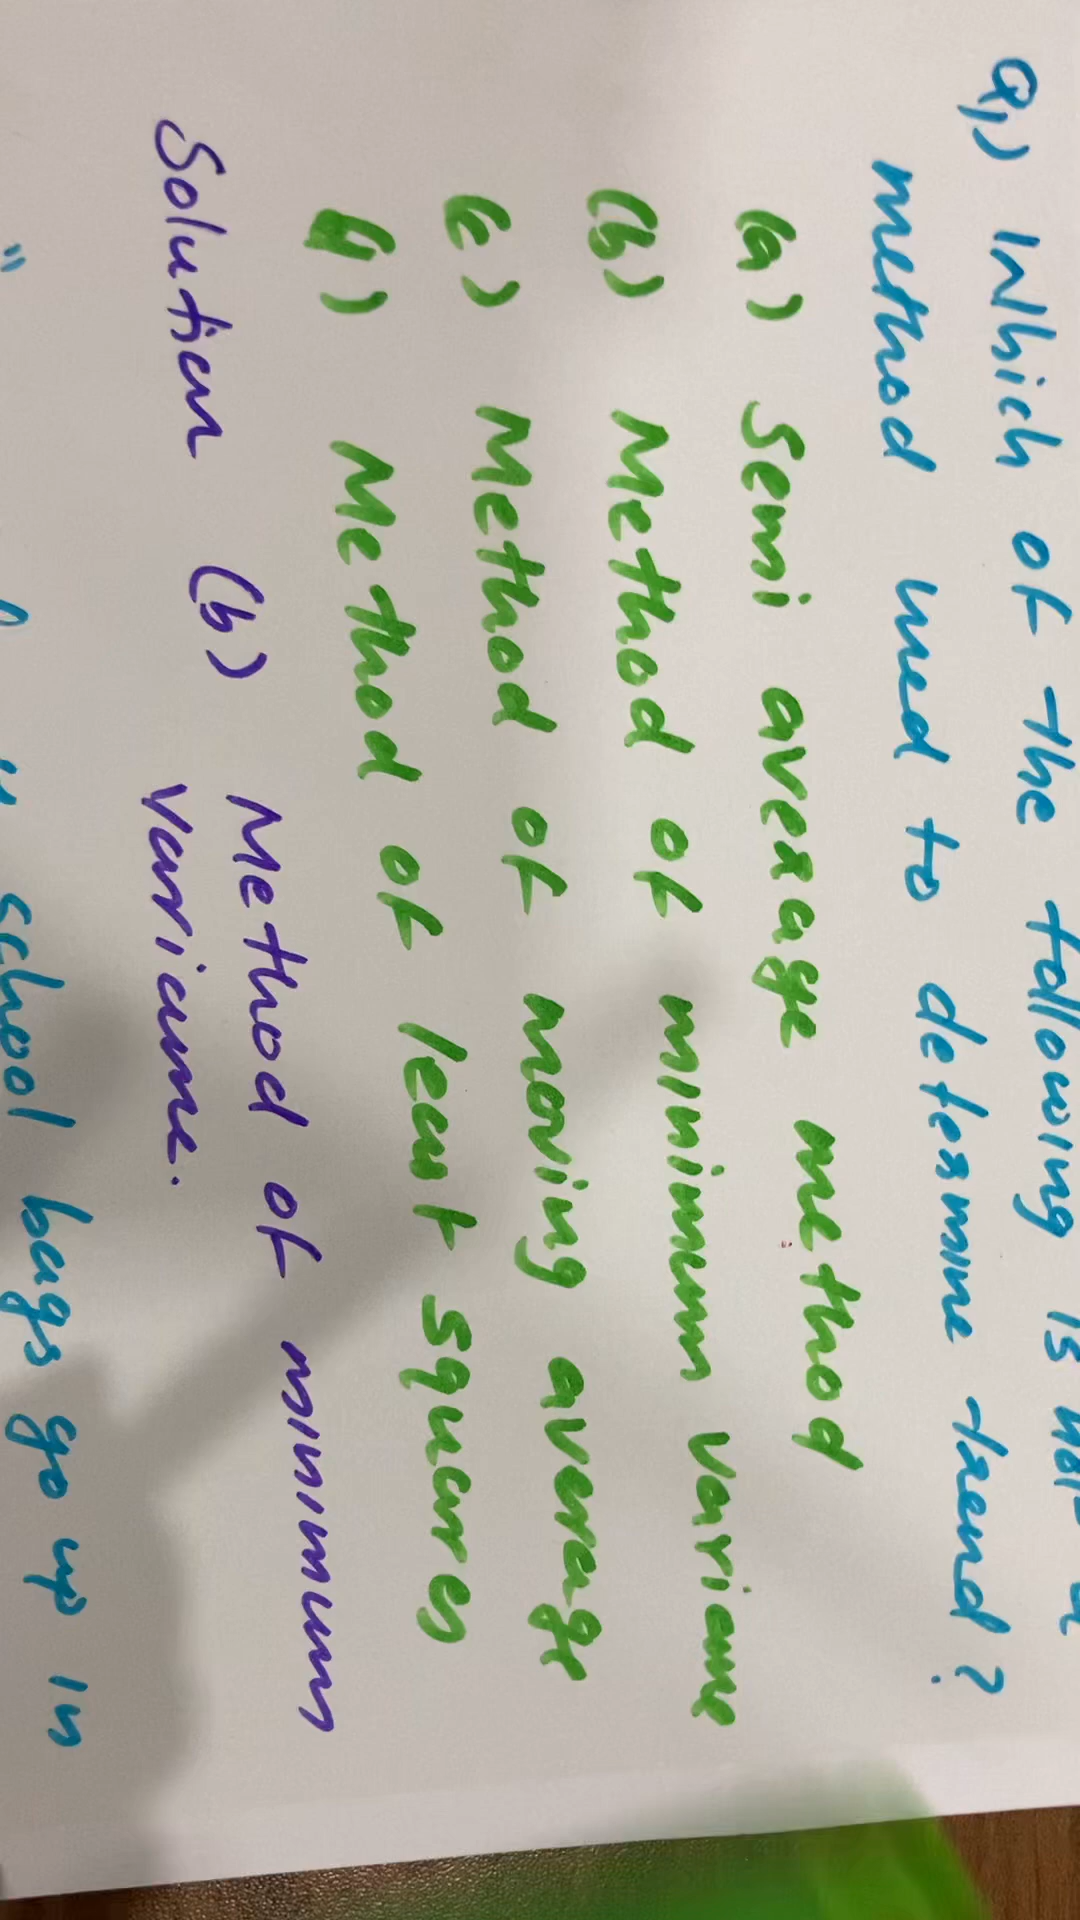 Q1) Which of the following is not a
method used to determine trend?
(a) Semi average method
(b) Method of minimum variance
(c) Method of moving average
Method of least squares
Solution (b) Method of minimum
variance.
school bags go up in